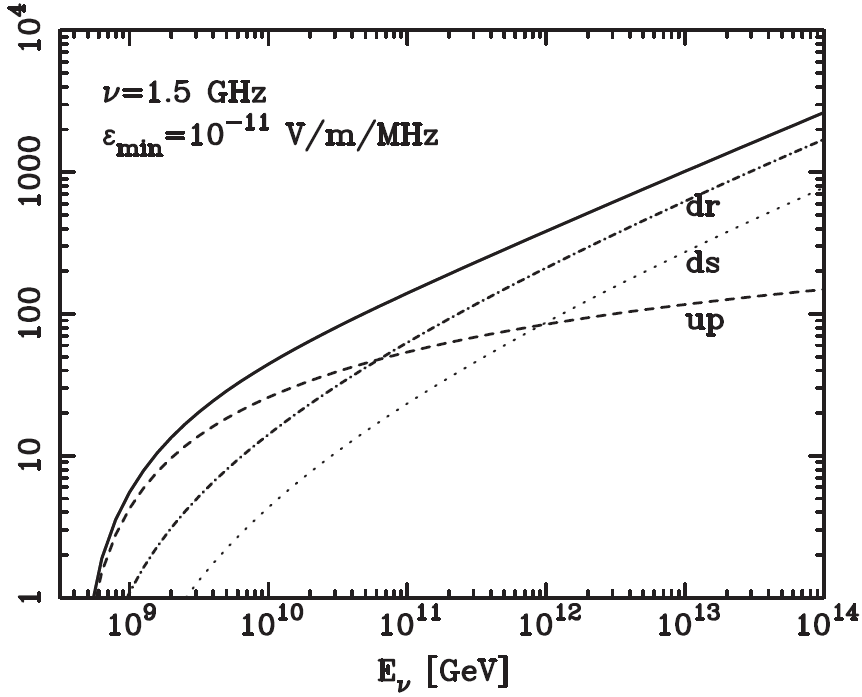 10⁴
ν=1.5 GHz
ε_min=10⁻¹¹ V/m/MHz
1000
dr
ds
100
up
10
1
10⁹ 10¹⁰ 10¹¹ 10¹² 10¹³ 10¹⁴
E_ν [GeV]